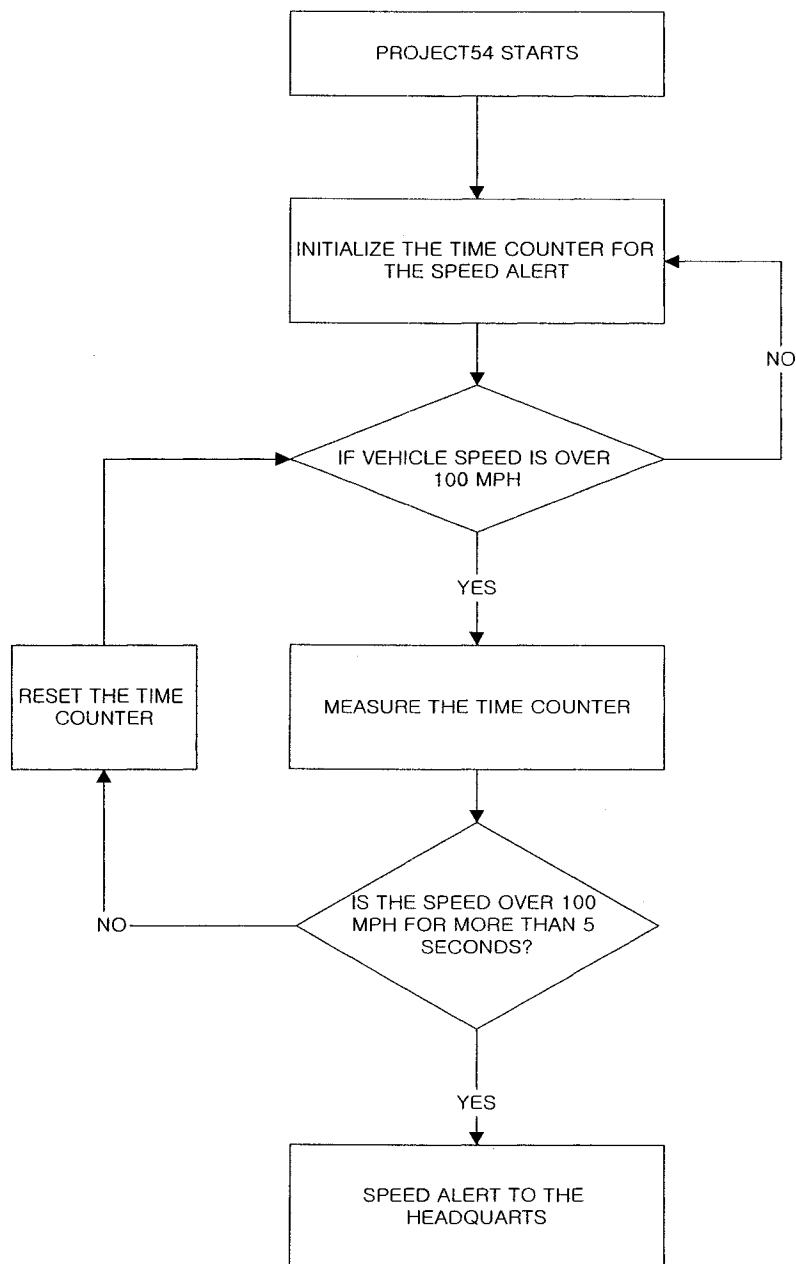 PROJECT54 STARTS
INITIALIZE THE TIME COUNTER FOR
THE SPEED ALERT
NO
IF VEHICLE SPEED IS OVER
100 MPH
YES
RESET THE TIME
COUNTER
MEASURE THE TIME COUNTER
IS THE SPEED OVER 100
MPH FOR MORE THAN 5
SECONDS?
NO
YES
SPEED ALERT TO THE
HEADQUARTS